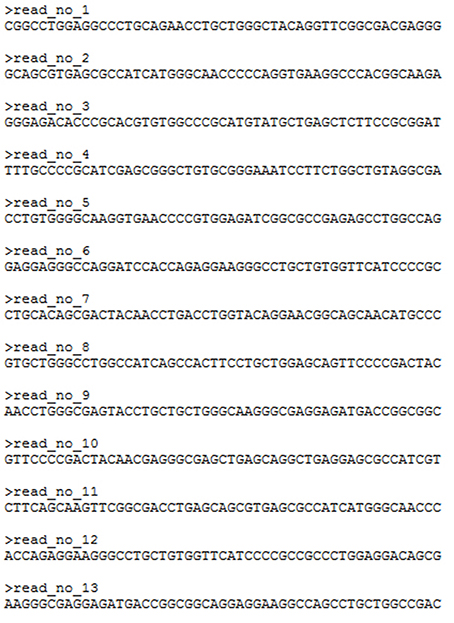 >read_no_1
CGGCCTGGAGGCCCTGCAGAACCTGCTGGGCTACAGGTTCGGCGACGAGGG
>read_no_2
GCAGCGTGAGCGCCATCATGGGCAACCCCCAGGTGAAGGCCCACGGCAAGA
>read_no_3
GGGAGACACCCGCACGTGTGGCCCGCATGTATGCTGAGCTCTTCCGCGGAT
>read_no_4
TTTGCCCCGCATCGAGCGGGCTGTGCGGGAAATCCTTCTGGCTGTAGGCGA
>read_no_5
CCTGTGGGGCAAGGTGAACCCCGTGGAGATCGGCGCCGAGAGCCTGGCCAG
>read_no_6
GAGGAGGGCCAGGATCCACCAGAGGAAGGGCCTGCTGTGGTTCATCCCCGC
>read_no_7
CTGCACAGCGACTACAACCTGACCTGGTACAGGAACGGCAGCAACATGCCC
>read_no_8
GTGCTGGGCCTGGCCATCAGCCACTTCCTGCTGGAGCAGTTCCCCGACTAC
>read_no_9
AACCTGGGCGAGTACCTGCTGCTGGGCAAGGGCGAGGAGATGACCGGCGGC
>read_no_10
GTTCCCCGACTACAACGAGGGCGAGCTGAGCAGGCTGAGGAGCGCCATCGT
>read_no_11
CTTCAGCAAGTTCGGCGACCTGAGCAGCGTGAGCGCCATCATGGGCAACCC
>read_no_12
ACCAGAGGAAGGGCCTGCTGTGGTTCATCCCCGCCGCCCTGGAGGACAGCG
>read_no_13
AAGGGCGAGGAGATGACCGGCGGCAGGAGGAAGGCCAGCCTGCTGGCCGAC